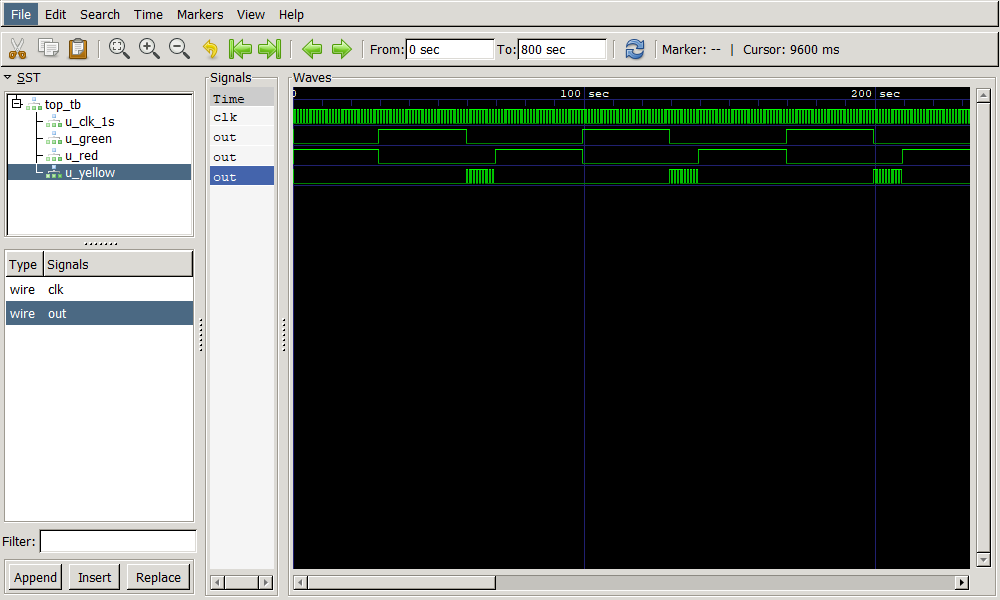 File Edit Search Time Markers View Help
From: 0 sec To: 800 sec Marker: -- | Cursor: 9600 ms
SST
top_tb
u_clk_1s
u_green
u_red
u_yellow
Type Signals
wire clk
wire out
Filter:
Append Insert Replace
Signals
Time
clk
out
out
out
Waves
0 100 sec 200 sec